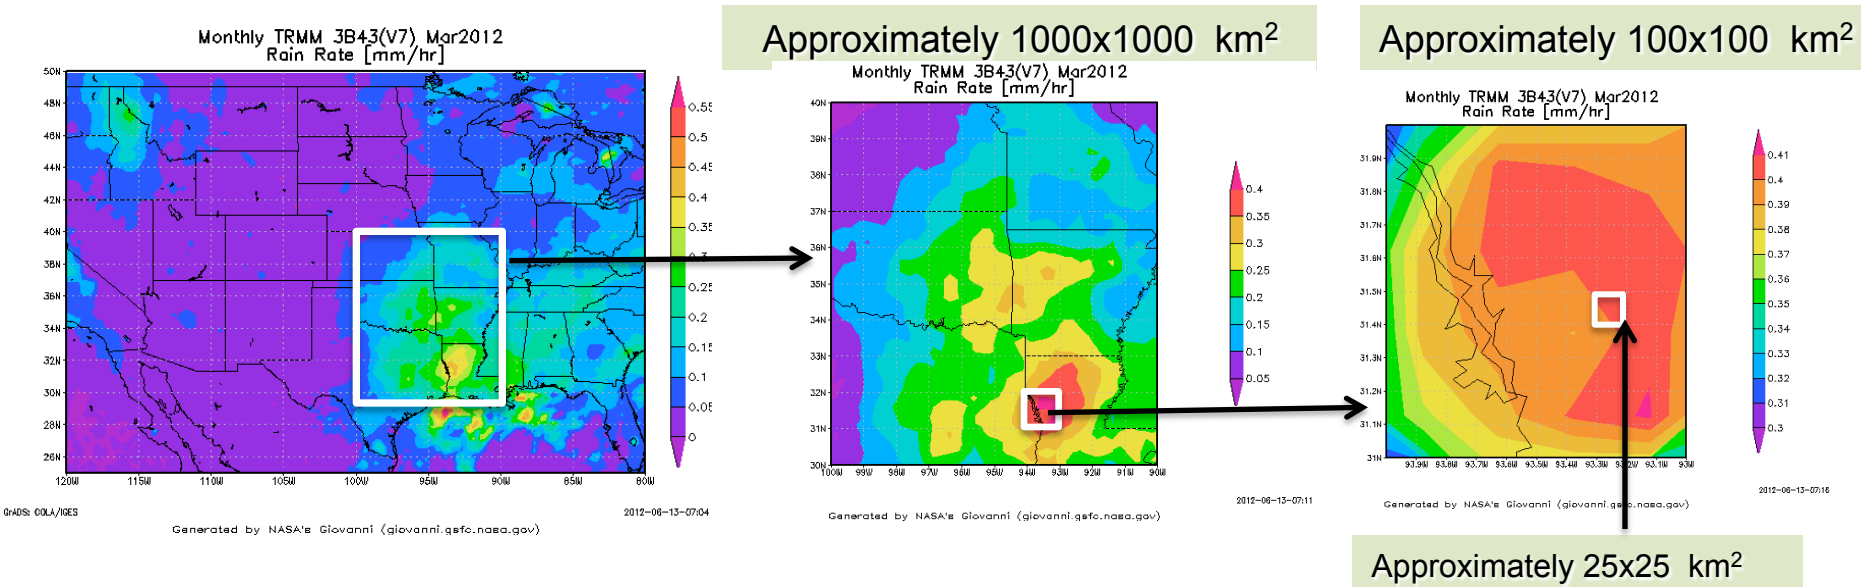 Approximately 1000x1000 km²
Approximately 100x100 km²
Monthly TRMM 3B43(V7) Mar2012
Rain Rate [mm/hr]
50N
48N
46N
44N
42N
40N
38N
36N
34N
32N
30N
28N
26N
120W
115W
110W
105W
100W
95W
90W
85W
80W
0.5
0.45
0.4
0.35
0.3
0.25
0.2
0.15
0.1
0.05
0
GrADS: COLA/IGES
2012-06-13-07:04
Generated by NASA's Giovanni (giovanni.gsfc.nasa.gov)
Monthly TRMM 3B43(V7) Mar2012
Rain Rate [mm/hr]
40N
39N
38N
37N
36N
35N
34N
33N
32N
31N
30N
100W
99W
98W
97W
96W
95W
94W
93W
92W
91W
90W
0.4
0.35
0.3
0.25
0.2
0.15
0.1
0.05
2012-06-13-07:11
Generated by NASA's Giovanni (giovanni.gsfc.nasa.gov)
Monthly TRMM 3B43(V7) Mar2012
Rain Rate [mm/hr]
31.9N
31.8N
31.7N
31.6N
31.5N
31.4N
31.3N
31.2N
31.1N
31N
93.9W
93.8W
93.7W
93.6W
93.5W
93.4W
93.3W
93.2W
93.1W
93W
0.41
0.4
0.39
0.38
0.37
0.36
0.35
0.34
0.33
0.32
0.31
0.3
2012-06-13-07:16
Generated by NASA's Giovanni (giovanni.gsfc.nasa.gov)
Approximately 25x25 km²